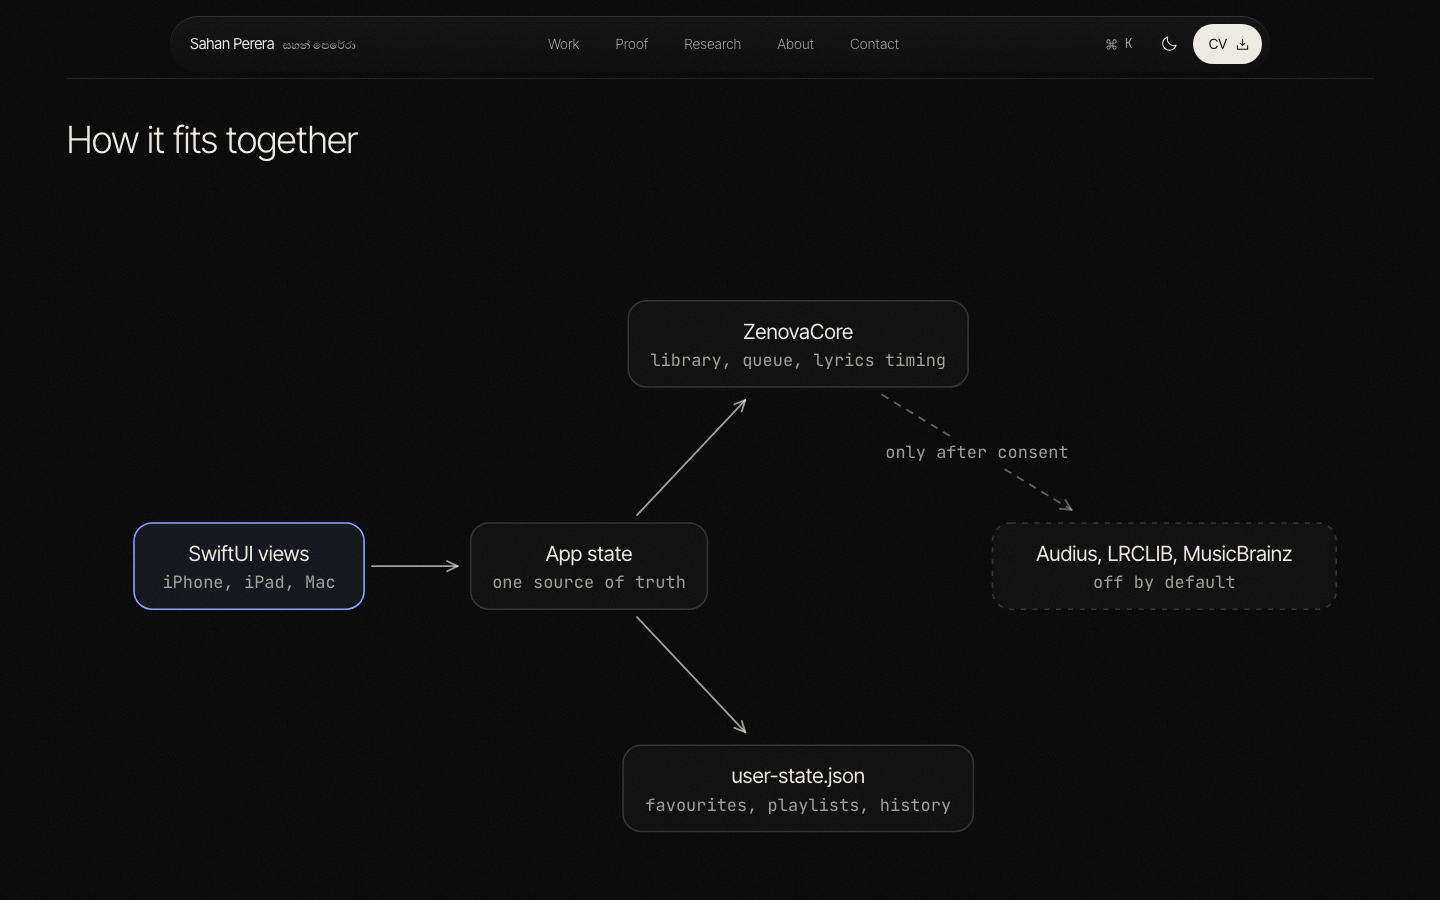 Sahan Perera සහන් පෙරේරා
Work
Proof
Research
About
Contact
⌘ K
CV
How it fits together
ZenovaCore
library, queue, lyrics timing
only after consent
SwiftUI views
iPhone, iPad, Mac
App state
one source of truth
Audius, LRCLIB, MusicBrainz
off by default
user-state.json
favourites, playlists, history